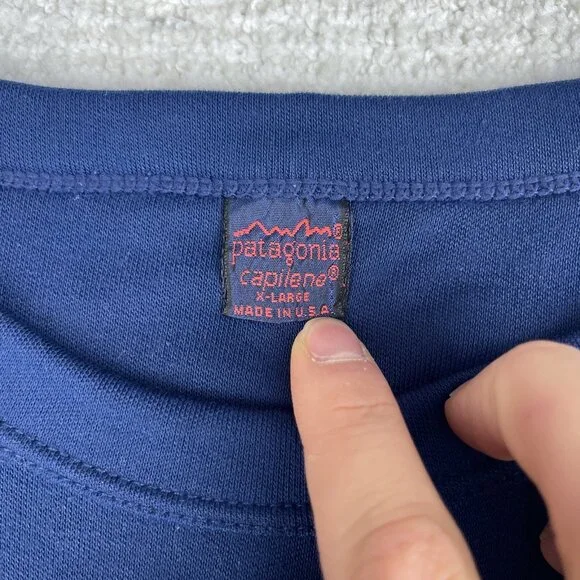 patagonia®
capilene®
X-LARGE
MADE IN U.S.A.